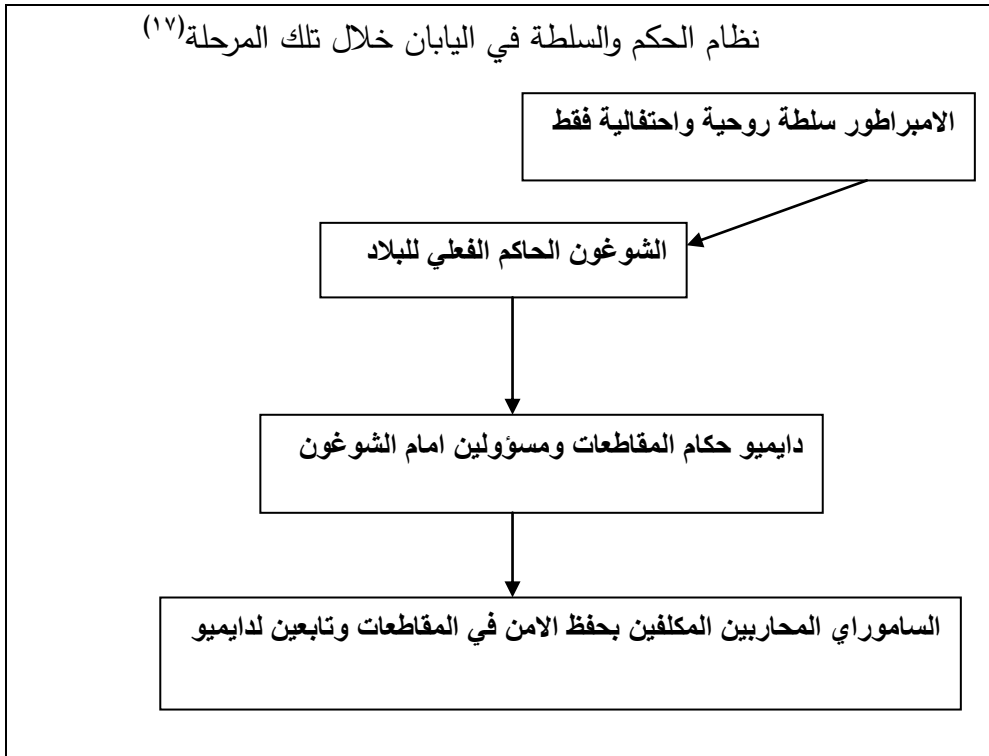 نظام الحكم والسلطة في اليابان خلال تلك المرحلة(١٧)
الامبراطور سلطة روحية واحتفالية فقط
الشوغون الحاكم الفعلي للبلاد
دايميو حكام المقاطعات ومسؤولين امام الشوغون
الساموراي المحاربين المكلفين بحفظ الامن في المقاطعات وتابعين لدايميو